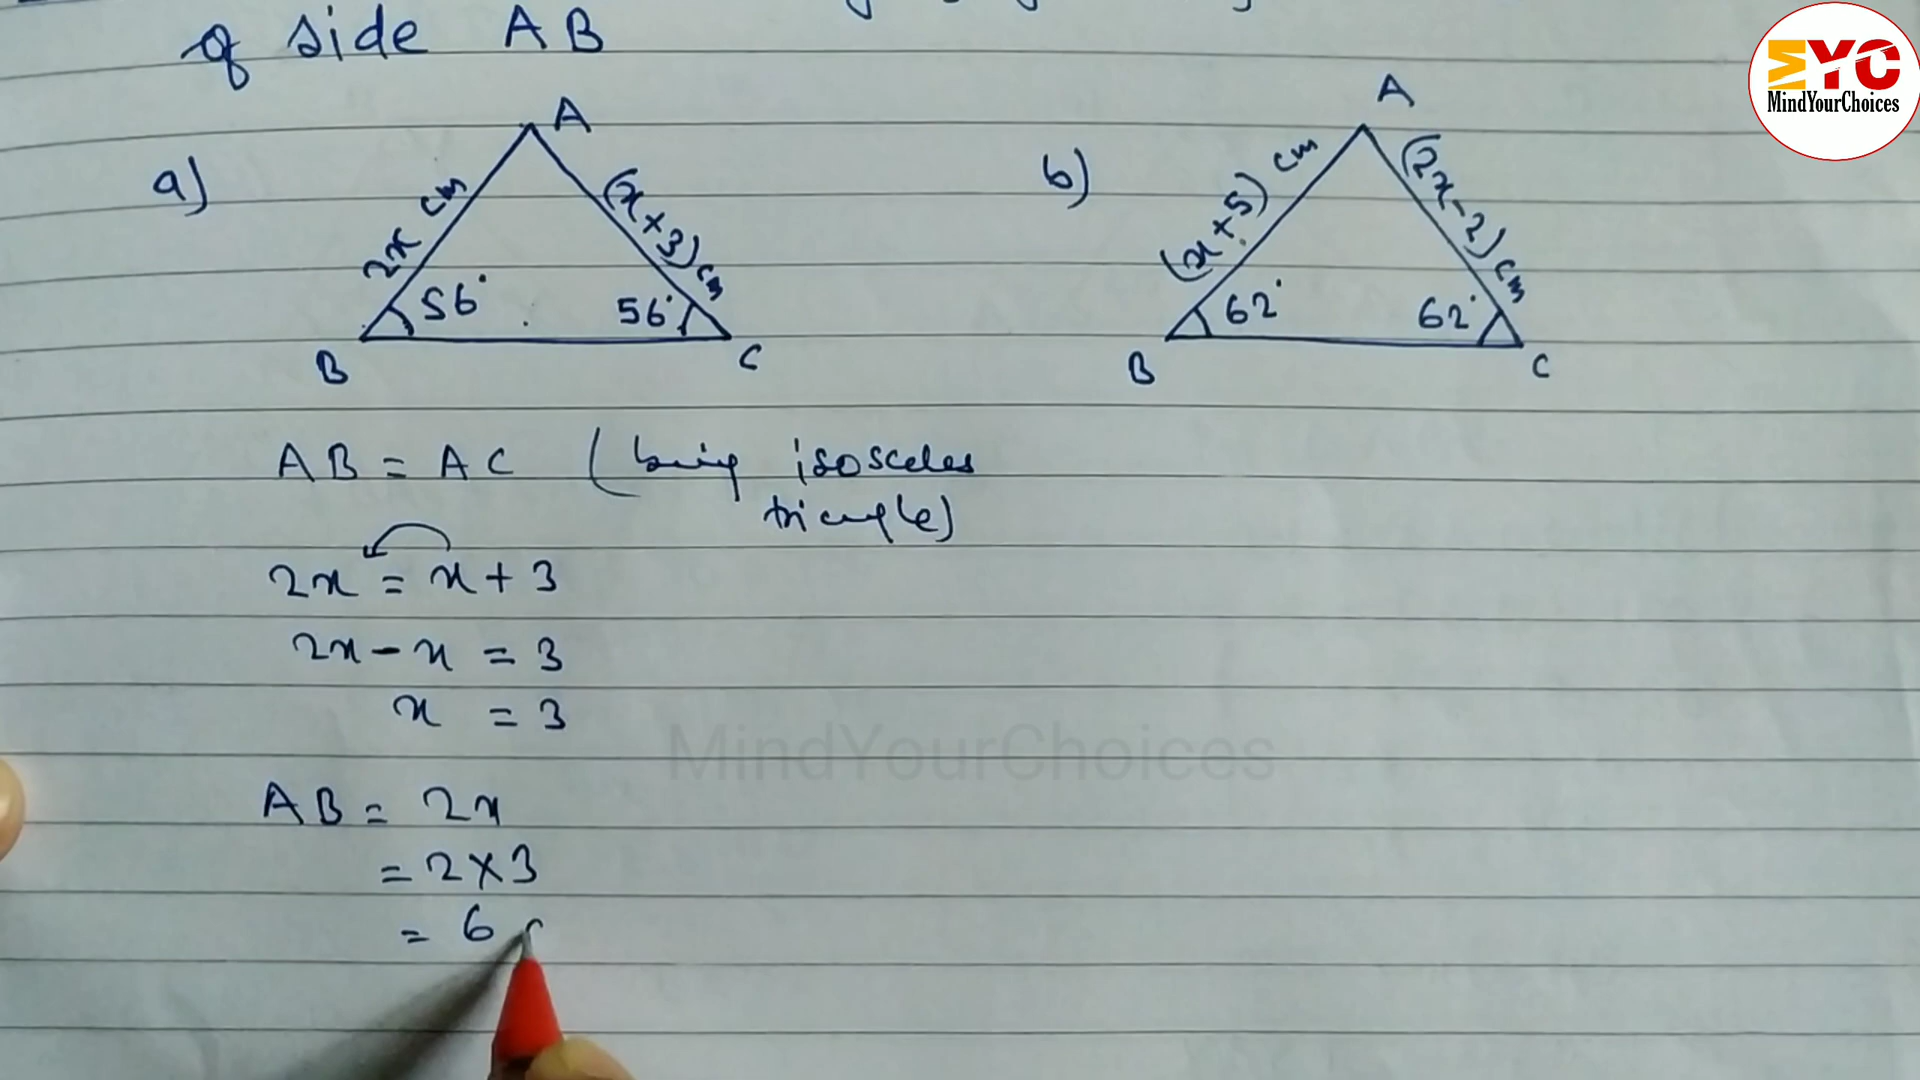 of side AB
MYC
MindYourChoices
a)
A
2x cm
(x+3) cm
56°
56°
B
C
b)
A
(x+5) cm
(2x-2) cm
62°
62°
B
C
AB = AC (being isosceles
triangle)
2x = x + 3
2x - x = 3
x = 3
MindYourChoices
AB = 2x
= 2 × 3
= 6